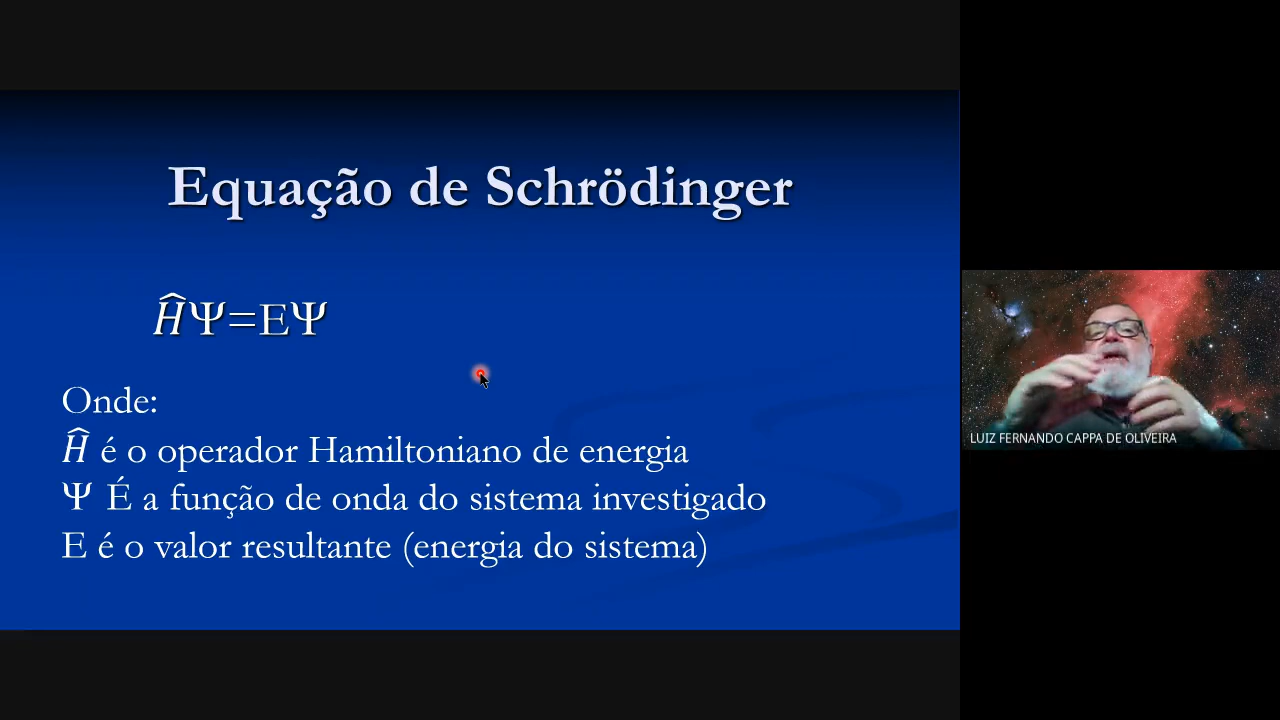 Equação de Schrödinger
ĤΨ=EΨ
Onde:
Ĥ é o operador Hamiltoniano de energia
Ψ É a função de onda do sistema investigado
E é o valor resultante (energia do sistema)
LUIZ FERNANDO CAPPA DE OLIVEIRA